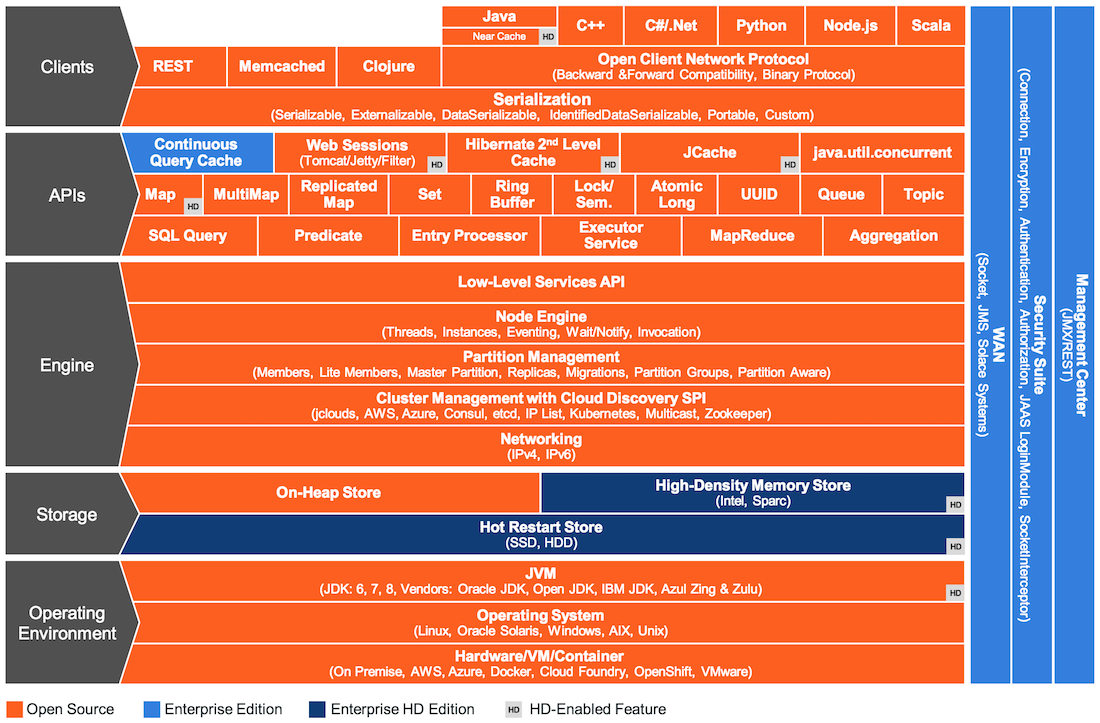 Clients
Java
Near Cache HD
C++
C#/.Net
Python
Node.js
Scala
REST
Memcached
Clojure
Open Client Network Protocol
(Backward &Forward Compatibility, Binary Protocol)
Serialization
(Serializable, Externalizable, DataSerializable, IdentifiedDataSerializable, Portable, Custom)
APIs
Continuous
Query Cache
Web Sessions
(Tomcat/Jetty/Filter)
HD
Hibernate 2nd Level
Cache
HD
JCache
HD
java.util.concurrent
Map
HD
MultiMap
Replicated
Map
Set
Ring
Buffer
Lock/
Sem.
Atomic
Long
UUID
Queue
Topic
SQL Query
Predicate
Entry Processor
Executor
Service
MapReduce
Aggregation
Engine
Low-Level Services API
Node Engine
(Threads, Instances, Eventing, Wait/Notify, Invocation)
Partition Management
(Members, Lite Members, Master Partition, Replicas, Migrations, Partition Groups, Partition Aware)
Cluster Management with Cloud Discovery SPI
(jclouds, AWS, Azure, Consul, etcd, IP List, Kubernetes, Multicast, Zookeeper)
Networking
(IPv4, IPv6)
Storage
On-Heap Store
High-Density Memory Store
(Intel, Sparc)
HD
Hot Restart Store
(SSD, HDD)
HD
Operating
Environment
JVM
(JDK: 6, 7, 8, Vendors: Oracle JDK, Open JDK, IBM JDK, Azul Zing & Zulu)
HD
Operating System
(Linux, Oracle Solaris, Windows, AIX, Unix)
Hardware/VM/Container
(On Premise, AWS, Azure, Docker, Cloud Foundry, OpenShift, VMware)
WAN
(Socket, JMS, Solace Systems)
Security Suite
(Connection, Encryption, Authentication, Authorization, JAAS LoginModule, SocketInterceptor)
Management Center
(JMX/REST)
Open Source
Enterprise Edition
Enterprise HD Edition
HD HD-Enabled Feature